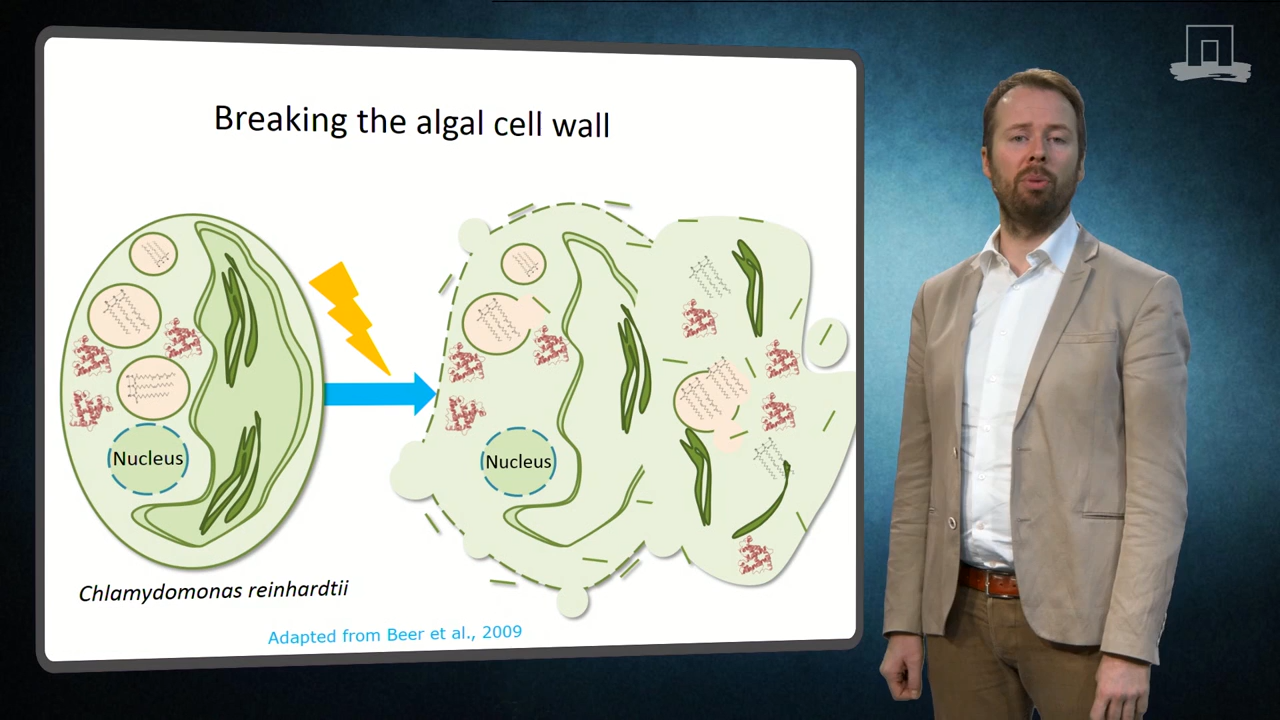 Breaking the algal cell wall
Nucleus
Nucleus
Chlamydomonas reinhardtii
Adapted from Beer et al., 2009